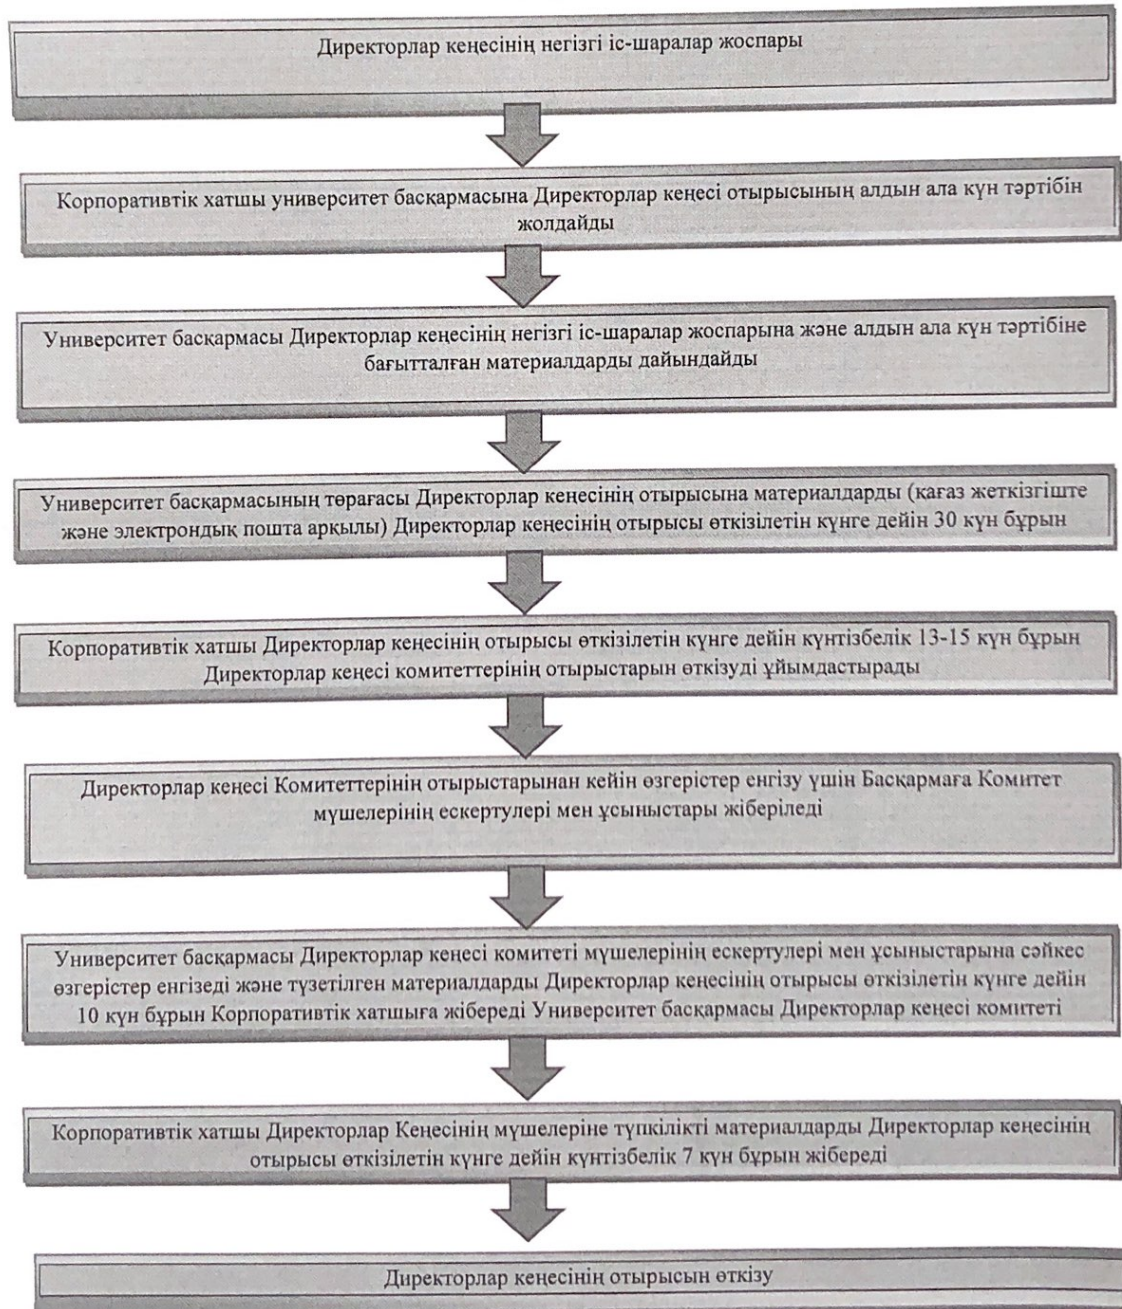 Директорлар кеңесінің негізгі іс-шаралар жоспары
Корпоративтік хатшы университет басқармасына Директорлар кеңесі отырысының алдын ала күн тәртібін
жолдайды
Университет басқармасы Директорлар кеңесінің негізгі іс-шаралар жоспарына және алдын ала күн тәртібіне
бағытталған материалдарды дайындайды
Университет басқармасының төрағасы Директорлар кеңесінің отырысына материалдарды (қағаз жеткізгіште
және электрондық пошта арқылы) Директорлар кеңесінің отырысы өткізілетін күнге дейін 30 күн бұрын
Корпоративтік хатшы Директорлар кеңесінің отырысы өткізілетін күнге дейін күнтізбелік 13-15 күн бұрын
Директорлар кеңесі комитеттерінің отырыстарын өткізуді ұйымдастырады
Директорлар кеңесі Комитеттерінің отырыстарынан кейін өзгерістер енгізу үшін Басқармаға Комитет
мүшелерінің ескертулері мен ұсыныстары жіберіледі
Университет басқармасы Директорлар кеңесі комитеті мүшелерінің ескертулері мен ұсыныстарына сәйкес
өзгерістер енгізеді және түзетілген материалдарды Директорлар кеңесінің отырысы өткізілетін күнге дейін
10 күн бұрын Корпоративтік хатшыға жібереді Университет басқармасы Директорлар кеңесі комитеті
Корпоративтік хатшы Директорлар Кеңесінің мүшелеріне түпкілікті материалдарды Директорлар кеңесінің
отырысы өткізілетін күнге дейін күнтізбелік 7 күн бұрын жібереді
Директорлар кеңесінің отырысын өткізу